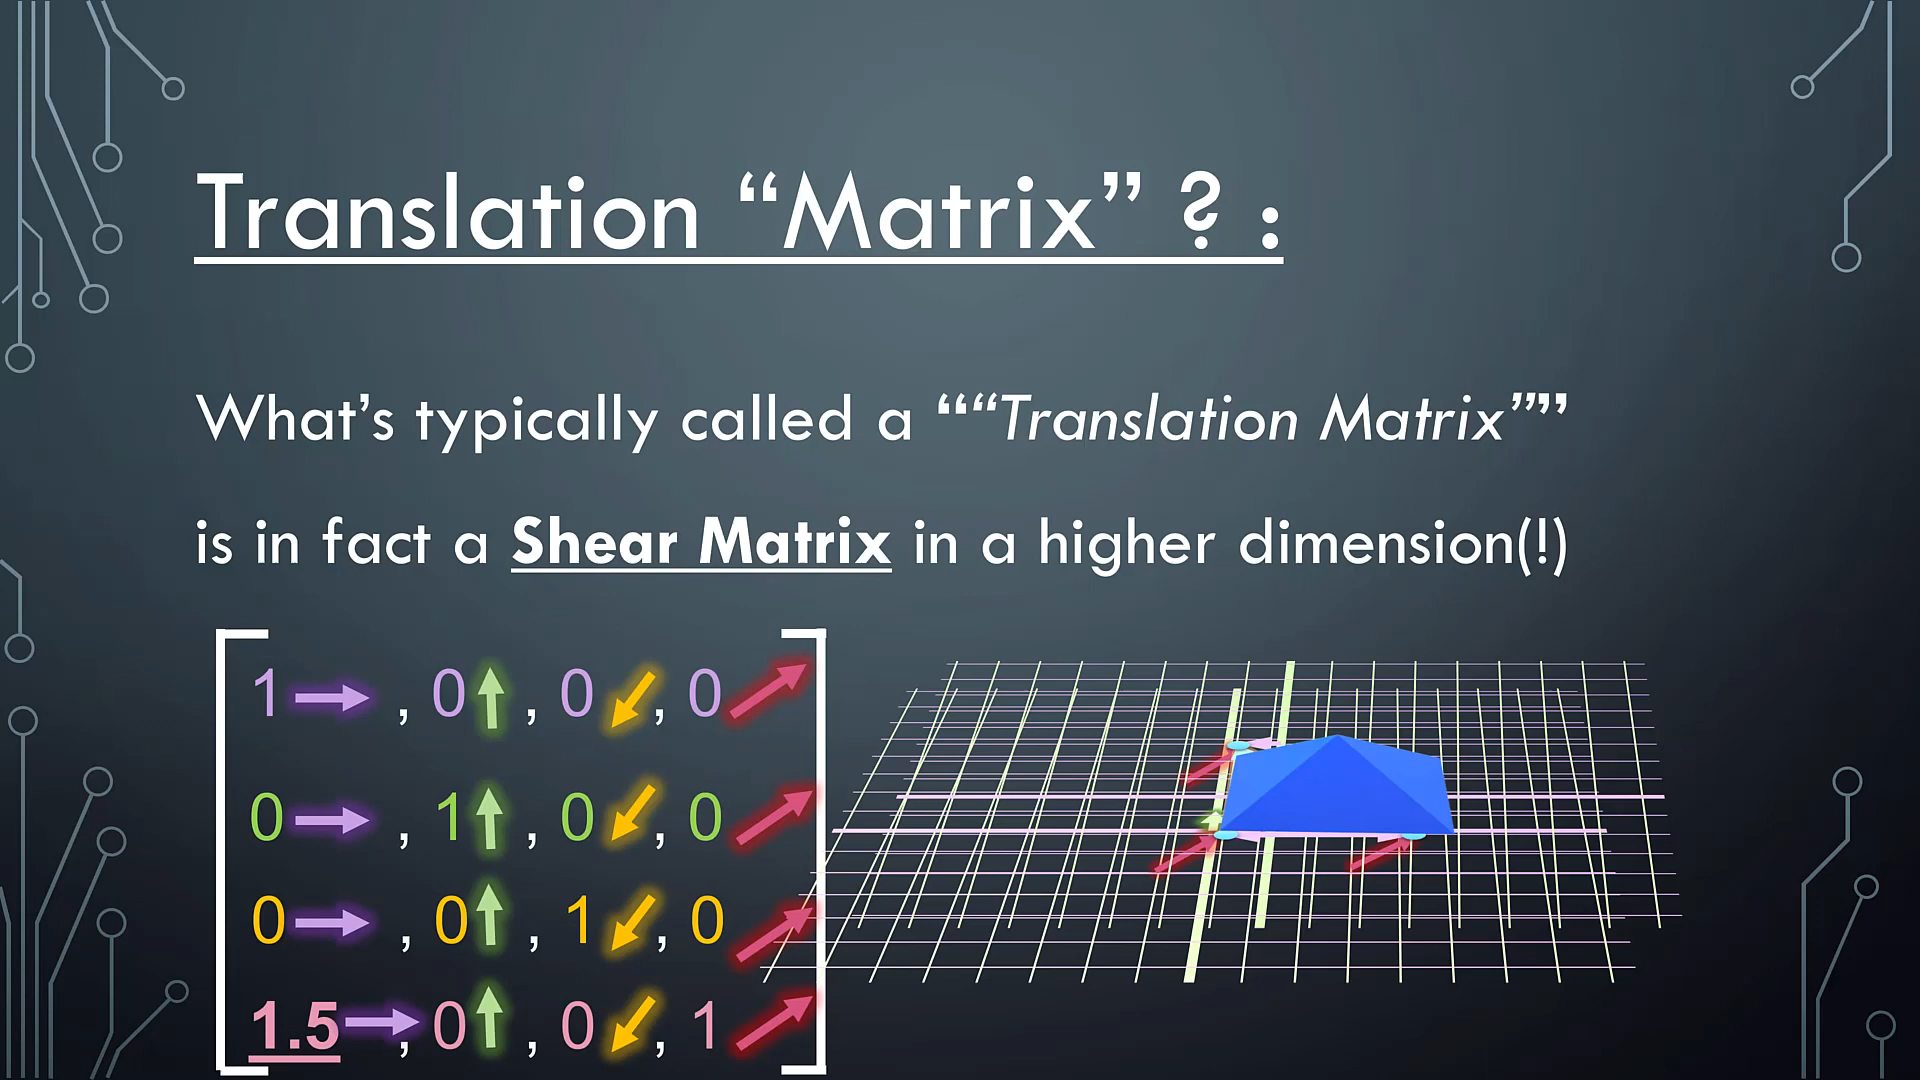 Translation “Matrix” ? :
What’s typically called a ““Translation Matrix””
is in fact a Shear Matrix in a higher dimension(!)
1 , 0 , 0 , 0
0 , 1 , 0 , 0
0 , 0 , 1 , 0
1.5 , 0 , 0 , 1